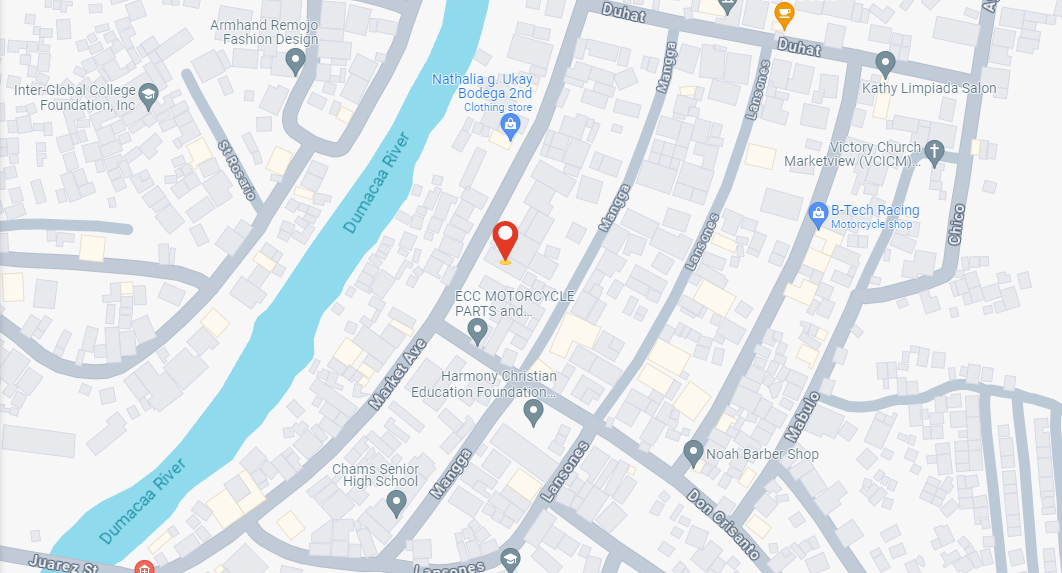 Duhat
Armhand Remojo
Fashion Design
Duhat
Mangga
Lansones
Nathalia g. Ukay
Bodega 2nd
Clothing store
Inter-Global College
Foundation, Inc
Kathy Limpiada Salon
Dumacaa River
St Rosario
Victory Church
Marketview (VCICM)...
Mangga
B-Tech Racing
Motorcycle shop
Chico
Lansones
ECC MOTORCYCLE
PARTS and...
Market Ave
Harmony Christian
Education Foundation...
Mabulo
Noah Barber Shop
Chams Senior
High School
Mangga
Lansones
Dumacaa River
Don Crisanto
Juarez St
Lansones